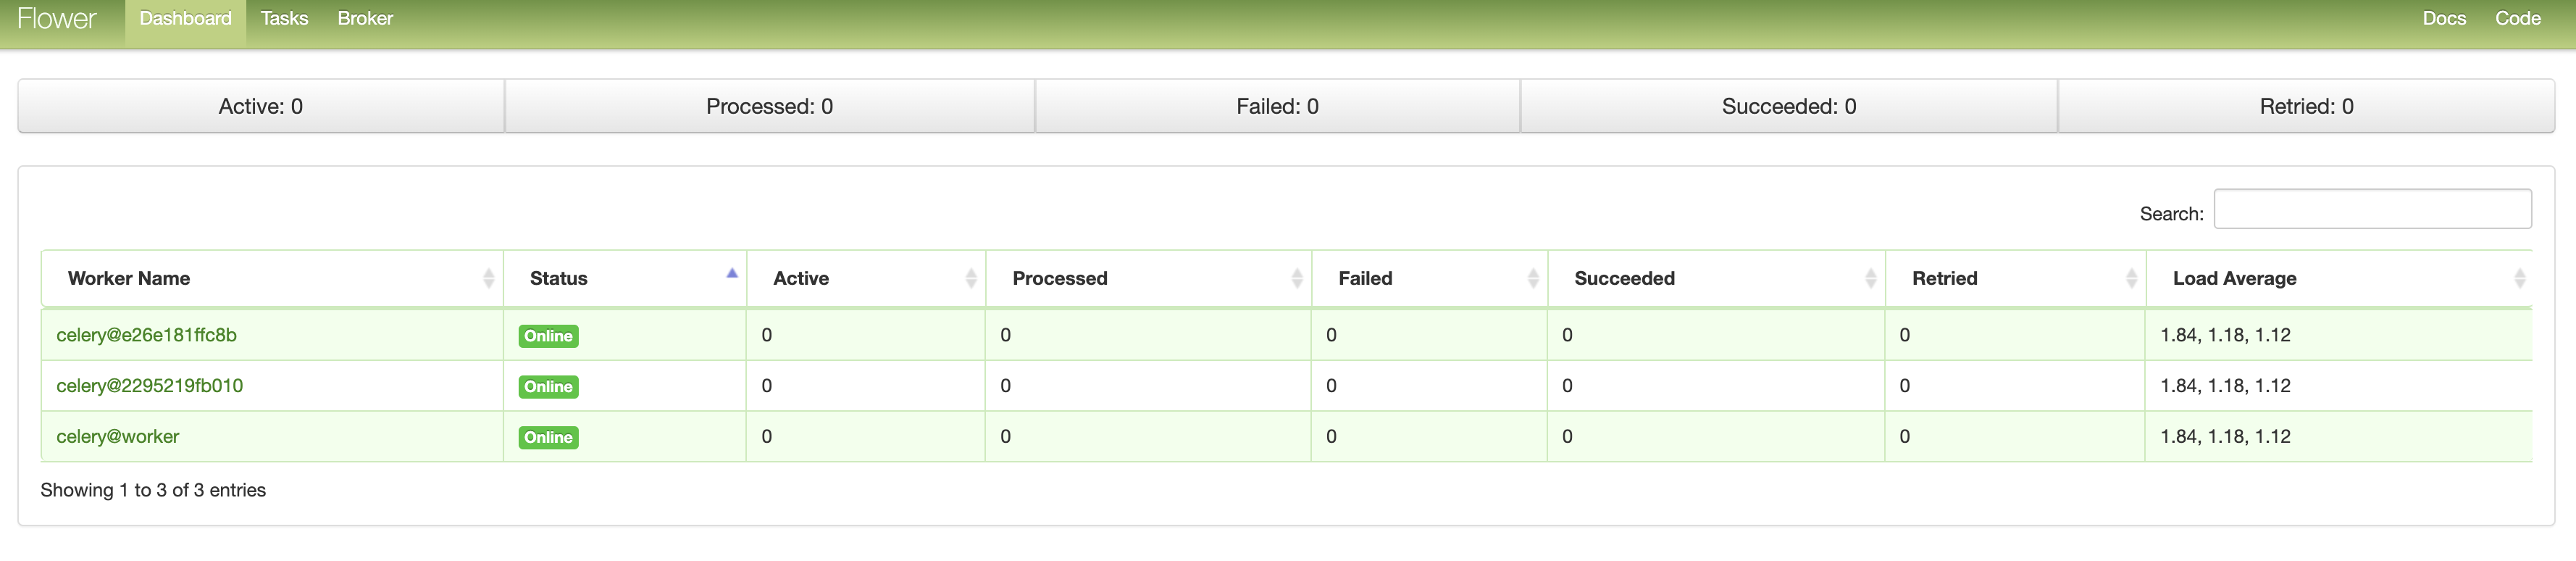 Flower Dashboard Tasks Broker Docs Code
Active: 0 Processed: 0 Failed: 0 Succeeded: 0 Retried: 0
Search:
Worker Name Status Active Processed Failed Succeeded Retried Load Average
celery@e26e181ffc8b Online 0 0 0 0 0 1.84, 1.18, 1.12
celery@2295219fb010 Online 0 0 0 0 0 1.84, 1.18, 1.12
celery@worker Online 0 0 0 0 0 1.84, 1.18, 1.12
Showing 1 to 3 of 3 entries